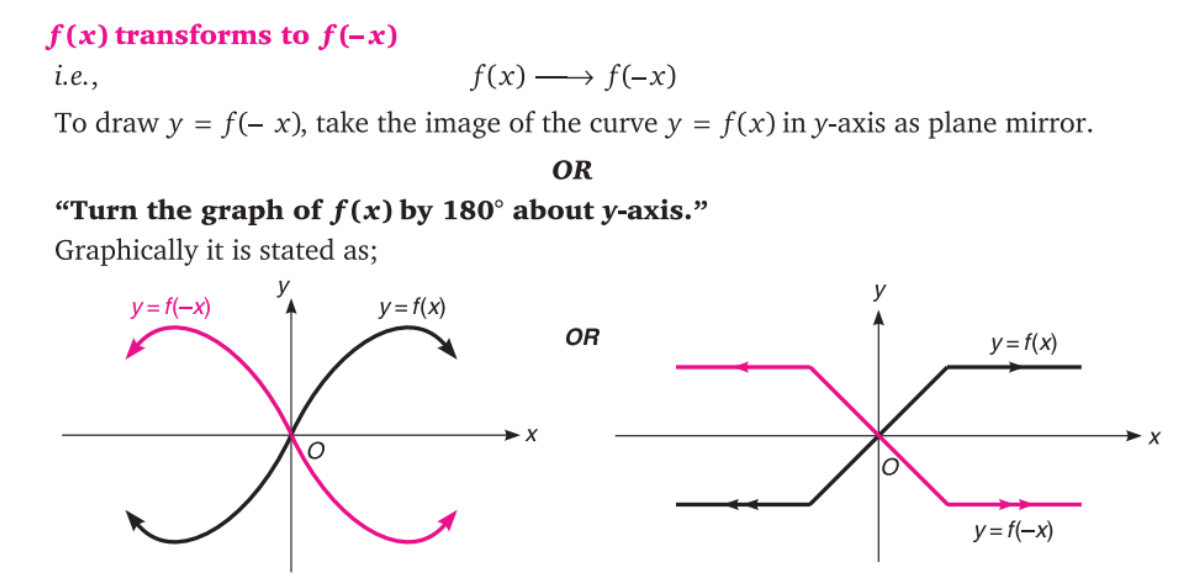 f(x) transforms to f(−x)
i.e., f(x) ⟶ f(−x)
To draw y = f(− x), take the image of the curve y = f(x) in y-axis as plane mirror.
OR
“Turn the graph of f(x) by 180° about y-axis.”
Graphically it is stated as;
y
y = f(−x)
y = f(x)
x
O
OR
y
y = f(x)
x
O
y = f(−x)